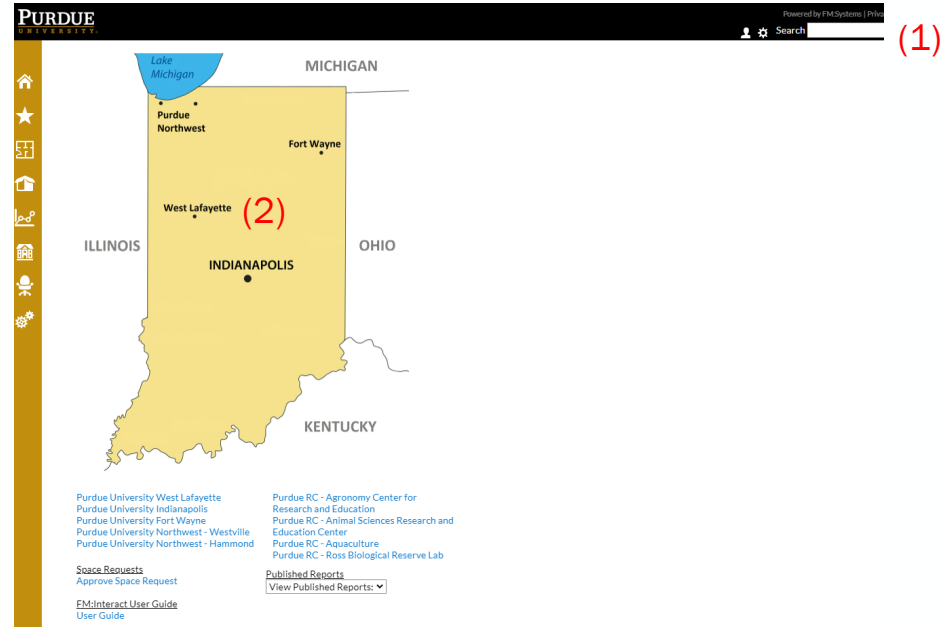 PURDUE
UNIVERSITY.
Powered by FM:Systems | Priva
Search
(1)
Lake
Michigan
MICHIGAN
Purdue
Northwest
Fort Wayne
West Lafayette
(2)
ILLINOIS
OHIO
INDIANAPOLIS
KENTUCKY
Purdue University West Lafayette
Purdue University Indianapolis
Purdue University Fort Wayne
Purdue University Northwest - Westville
Purdue University Northwest - Hammond
Purdue RC - Agronomy Center for
Research and Education
Purdue RC - Animal Sciences Research and
Education Center
Purdue RC - Aquaculture
Purdue RC - Ross Biological Reserve Lab
Space Requests
Approve Space Request
Published Reports
View Published Reports:
FM:Interact User Guide
User Guide